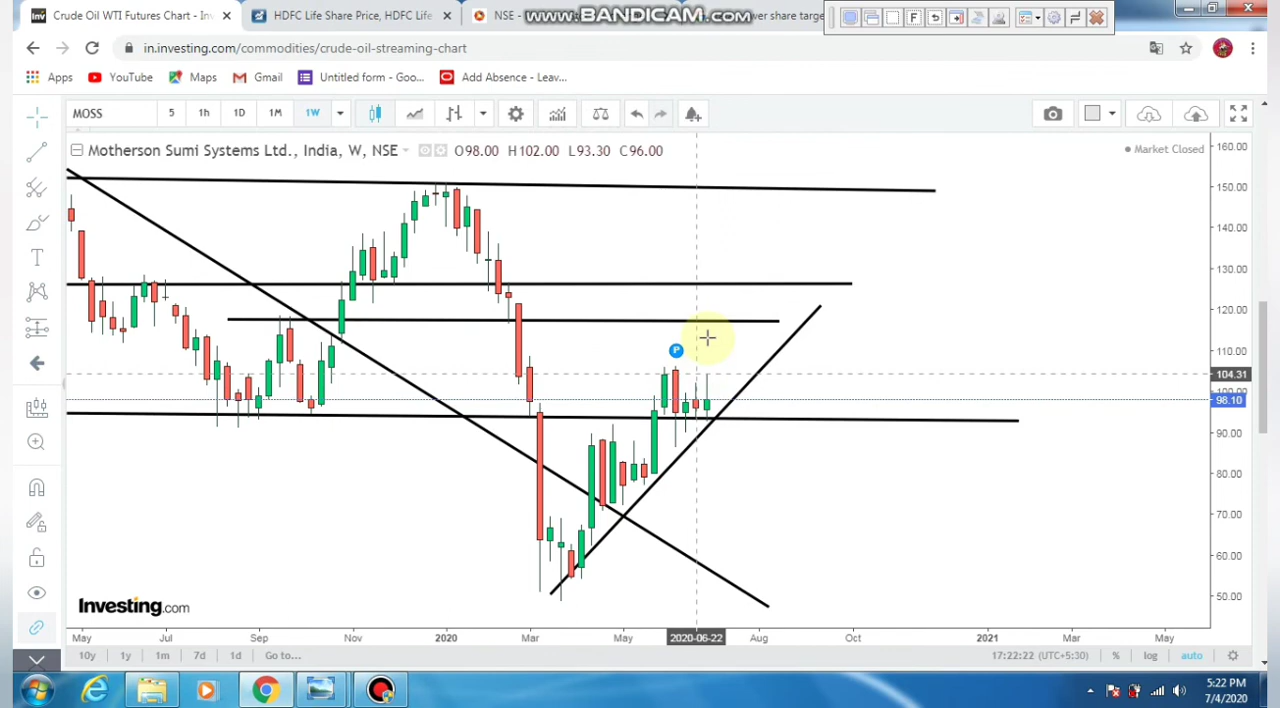 Crude Oil WTI Futures Chart - Inv
HDFC Life Share Price, HDFC Life
NSE -
www.BANDICAM.com
wer share targe
in.investing.com/commodities/crude-oil-streaming-chart
Apps
YouTube
Maps
Gmail
Untitled form - Goo...
Add Absence - Leav...
MOSS
5
1h
1D
1M
1W
Motherson Sumi Systems Ltd., India, W, NSE
O98.00 H102.00 L93.30 C96.00
Market Closed
160.00
150.00
140.00
130.00
120.00
110.00
104.31
98.10
90.00
80.00
70.00
60.00
50.00
P
Investing.com
May
Jul
Sep
Nov
2020
Mar
May
2020-06-22
Aug
Oct
2021
Mar
May
10y
1y
1m
7d
1d
Go to...
17:22:22 (UTC+5:30)
%
log
auto
5:22 PM
7/4/2020